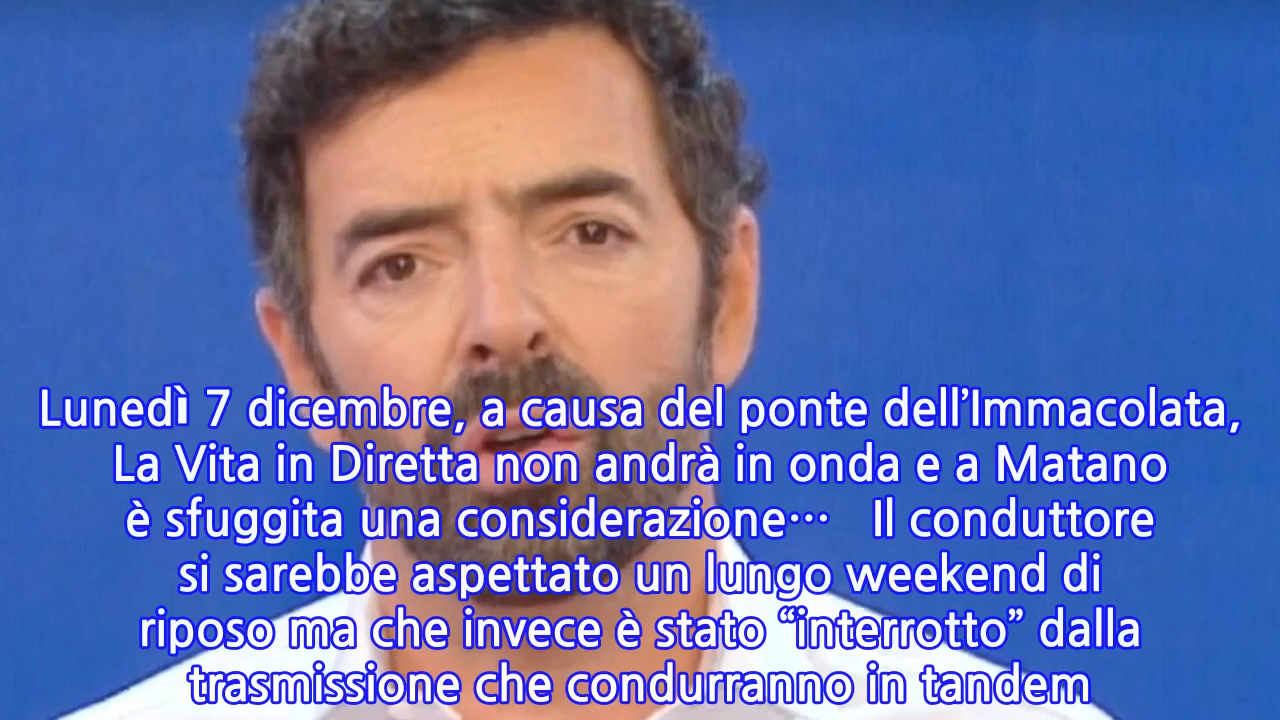 Lunedì 7 dicembre, a causa del ponte dell’Immacolata,
La Vita in Diretta non andrà in onda e a Matano
è sfuggita una considerazione… Il conduttore
si sarebbe aspettato un lungo weekend di
riposo ma che invece è stato “interrotto” dalla
trasmissione che condurranno in tandem